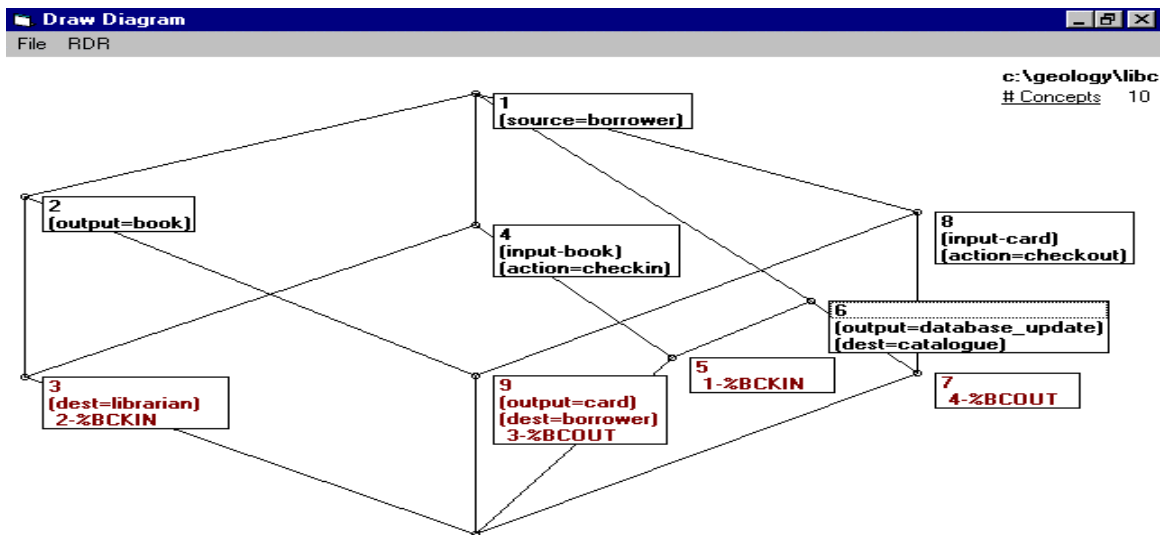 Draw Diagram
File RDR
c:\geology\libc
# Concepts 10
1
(source=borrower)
2
(output=book)
4
(input-book)
(action=checkin)
8
(input-card)
(action=checkout)
6
(output=database_update)
(dest=catalogue)
3
(dest=librarian)
2-%BCKIN
9
(output=card)
(dest=borrower)
3-%BCOUT
5
1-%BCKIN
7
4-%BCOUT